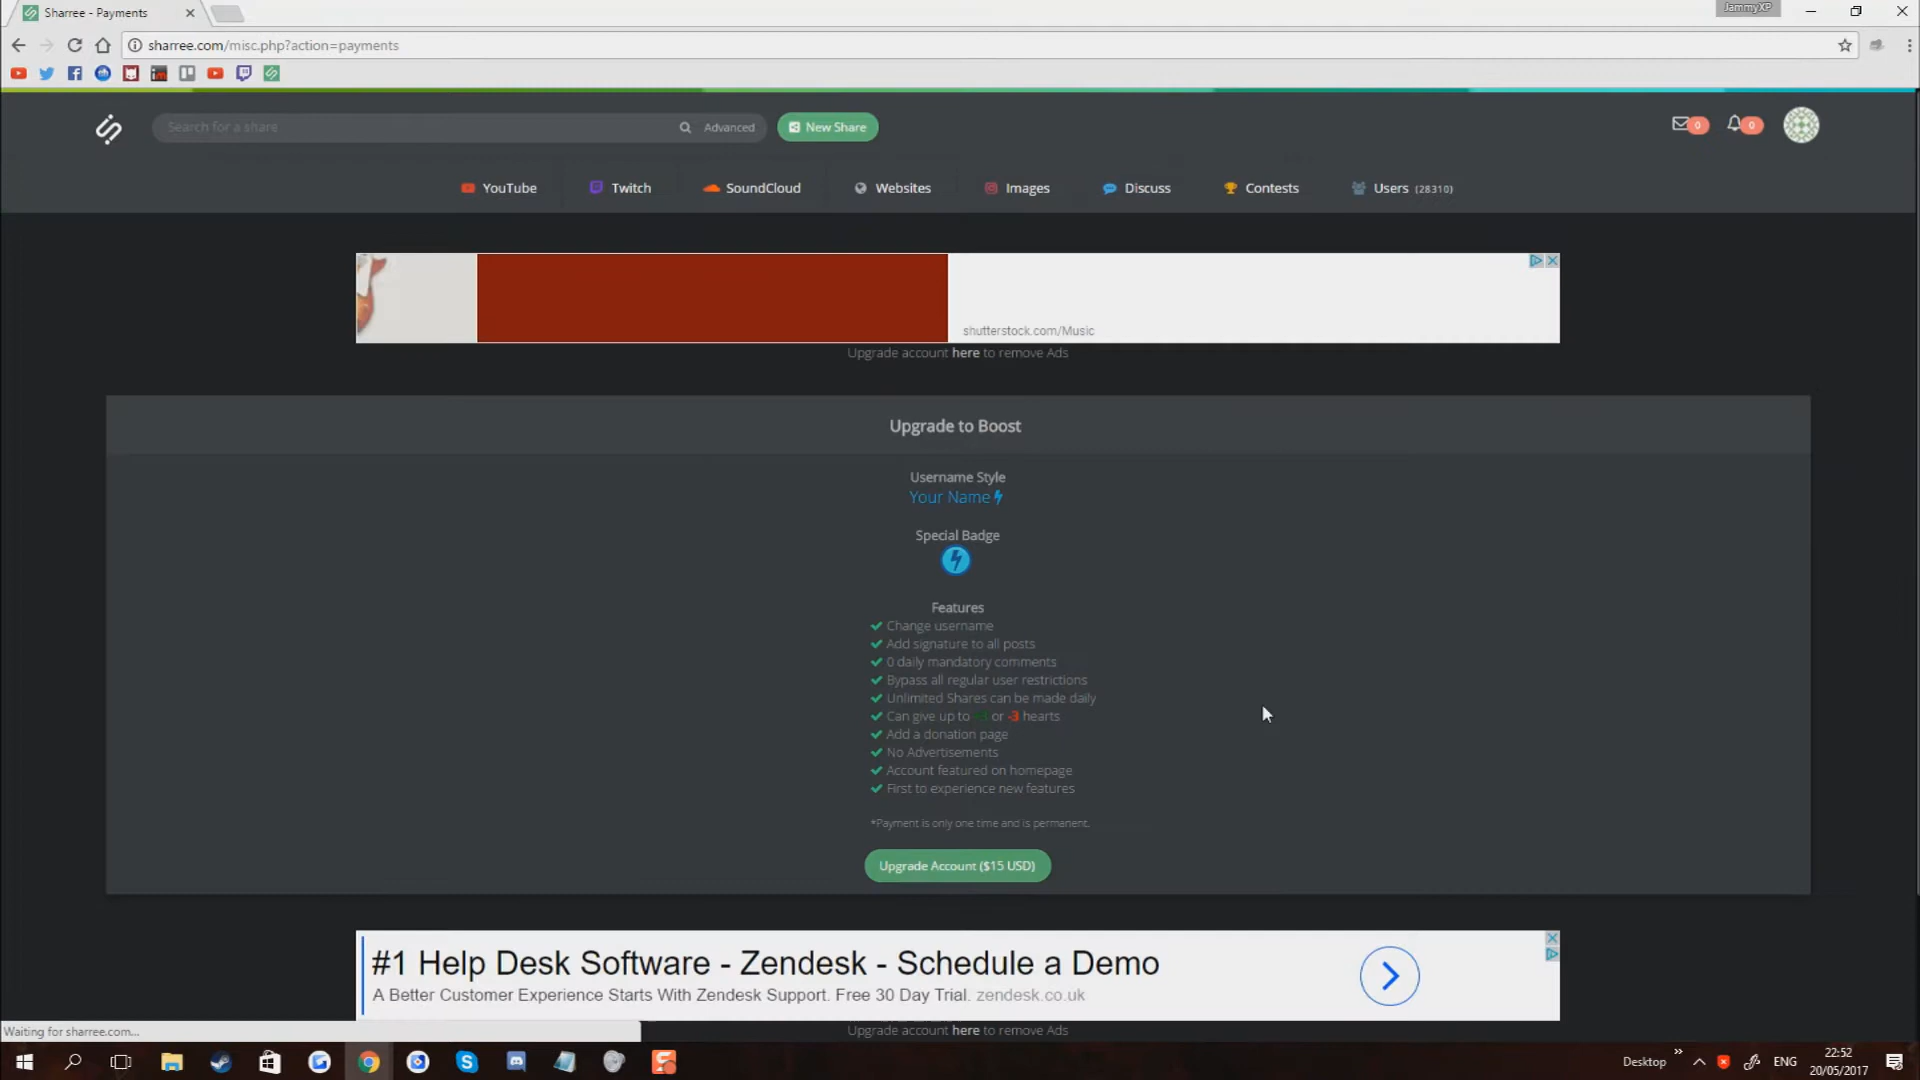 Sharree - Payments
JammyXP
sharree.com/misc.php?action=payments
Search for a share
Advanced
New Share
0
0
YouTube
Twitch
SoundCloud
Websites
Images
Discuss
Contests
Users (28310)
shutterstock.com/Music
Upgrade account here to remove Ads
Upgrade to Boost
Username Style
Your Name
Special Badge
Features
Change username
Add signature to all posts
0 daily mandatory comments
Bypass all regular user restrictions
Unlimited Shares can be made daily
Can give up to or -3 hearts
Add a donation page
No Advertisements
Account featured on homepage
First to experience new features
*Payment is only one time and is permanent.
Upgrade Account ($15 USD)
#1 Help Desk Software - Zendesk - Schedule a Demo
A Better Customer Experience Starts With Zendesk Support. Free 30 Day Trial. zendesk.co.uk
Waiting for sharree.com...
Upgrade account here to remove Ads
Desktop
ENG
22:52
20/05/2017